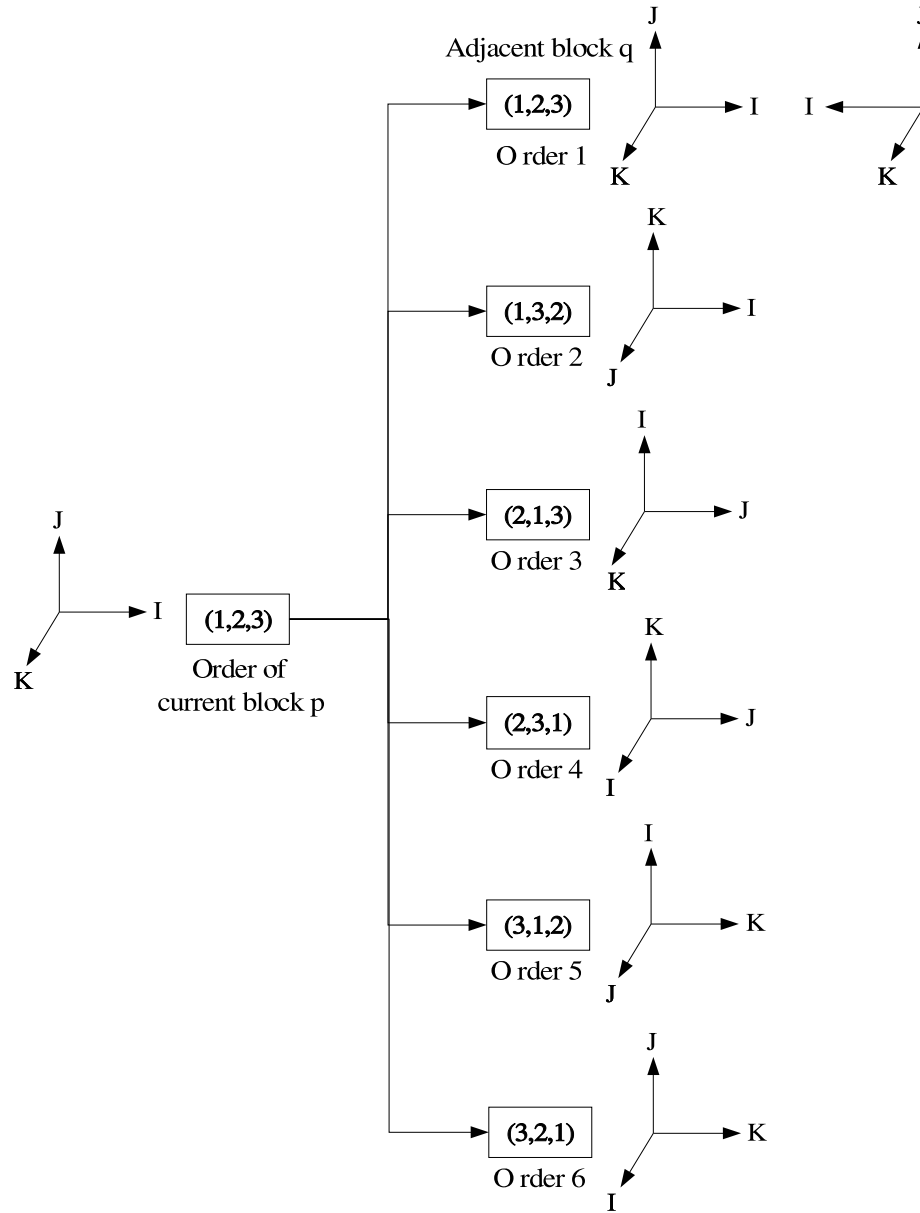 J
Adjacent block q
(1,2,3)
I
I
O rder 1
K
K
K
(1,3,2)
I
O rder 2
J
I
(2,1,3)
J
O rder 3
K
J
I
(1,2,3)
K
Order of
current block p
K
(2,3,1)
J
O rder 4
I
I
(3,1,2)
K
O rder 5
J
J
(3,2,1)
K
O rder 6
I